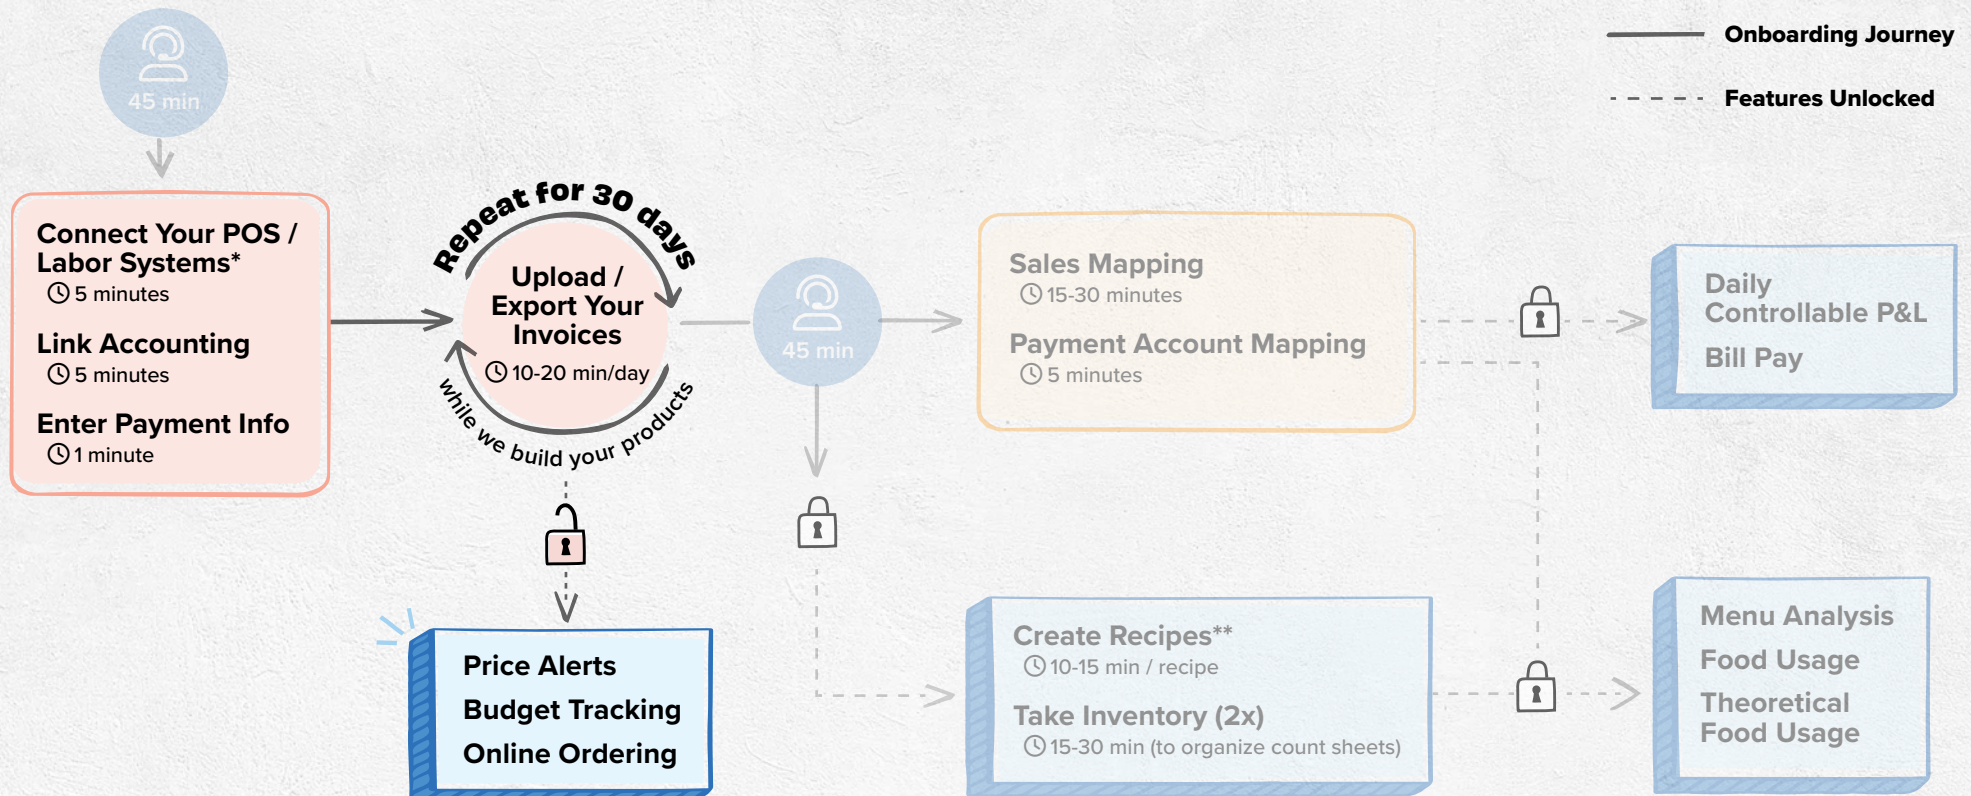 45 min
Onboarding Journey
Features Unlocked
Connect Your POS /
Labor Systems*
5 minutes
Link Accounting
5 minutes
Enter Payment Info
1 minute
Repeat for 30 days
Upload /
Export Your
Invoices
10-20 min/day
while we build your products
Price Alerts
Budget Tracking
Online Ordering
45 min
Sales Mapping
15-30 minutes
Payment Account Mapping
5 minutes
Create Recipes**
10-15 min / recipe
Take Inventory (2x)
15-30 min (to organize count sheets)
Daily
Controllable P&L
Bill Pay
Menu Analysis
Food Usage
Theoretical
Food Usage